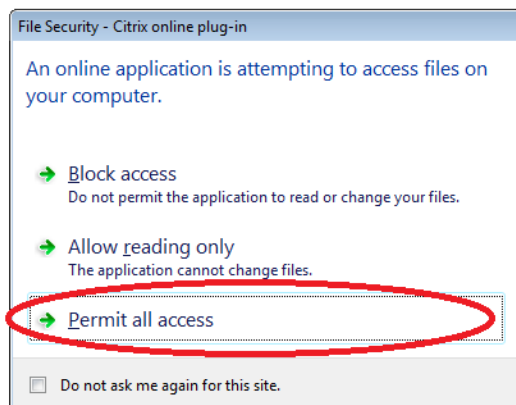 File Security - Citrix online plug-in
An online application is attempting to access files on
your computer.
Block access
Do not permit the application to read or change your files.
Allow reading only
The application cannot change files.
Permit all access
Do not ask me again for this site.